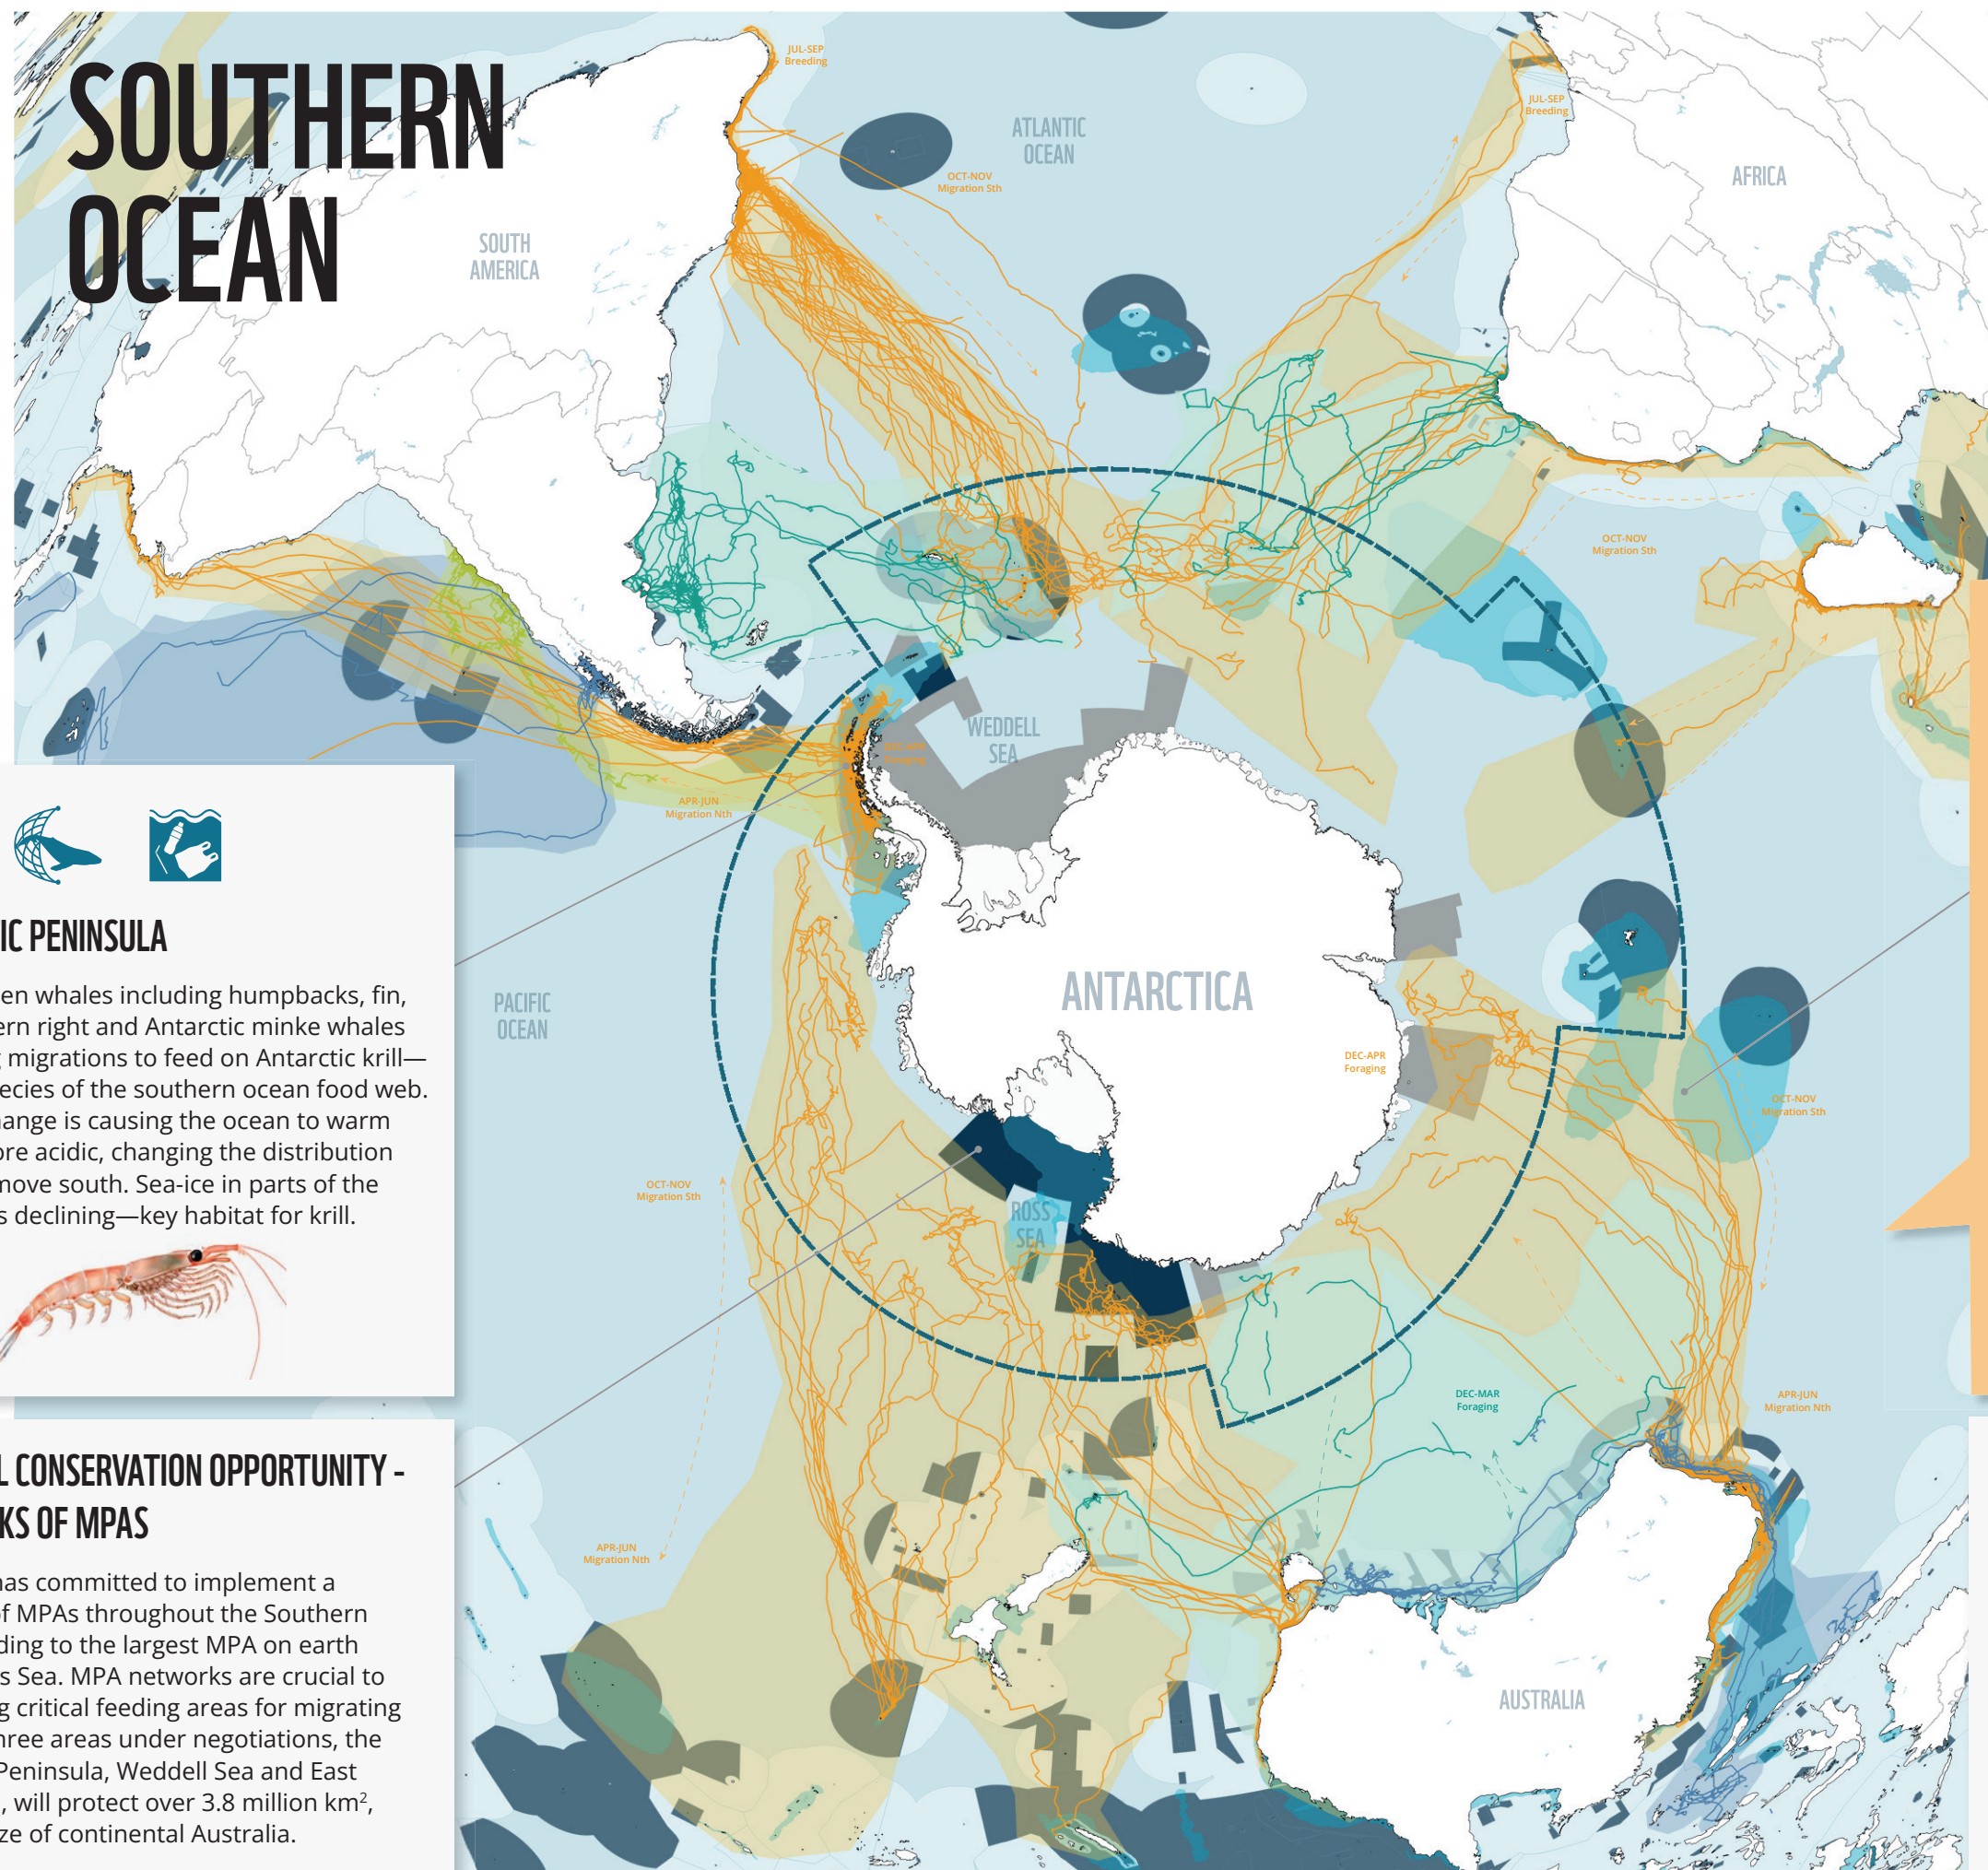 SOUTHERN
OCEAN
JUL-SEP
Breeding
JUL-SEP
Breeding
ATLANTIC
OCEAN
AFRICA
OCT-NOV
Migration Sth
SOUTH
AMERICA
OCT-NOV
Migration Sth
WEDDELL
SEA
APR-JUN
Migration Nth
IC PENINSULA
en whales including humpbacks, fin,
ern right and Antarctic minke whales
migrations to feed on Antarctic krill—
ecies of the southern ocean food web.
ange is causing the ocean to warm
ore acidic, changing the distribution
move south. Sea-ice in parts of the
s declining—key habitat for krill.
PACIFIC
OCEAN
ANTARCTICA
DEC-APR
Foraging
OCT-NOV
Migration Sth
OCT-NOV
Migration Sth
ROSS
SEA
DEC-MAR
Foraging
APR-JUN
Migration Nth
L CONSERVATION OPPORTUNITY -
KS OF MPAS
APR-JUN
Migration Nth
has committed to implement a
of MPAs throughout the Southern
ding to the largest MPA on earth
s Sea. MPA networks are crucial to
g critical feeding areas for migrating
hree areas under negotiations, the
Peninsula, Weddell Sea and East
, will protect over 3.8 million km²,
ze of continental Australia.
AUSTRALIA